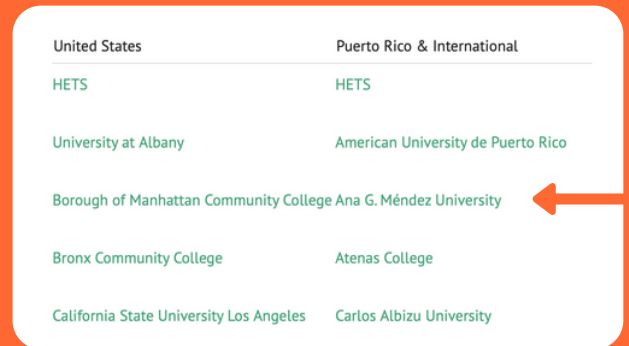 United States Puerto Rico & International
HETS HETS
University at Albany American University de Puerto Rico
Borough of Manhattan Community College Ana G. Méndez University
Bronx Community College Atenas College
California State University Los Angeles Carlos Albizu University